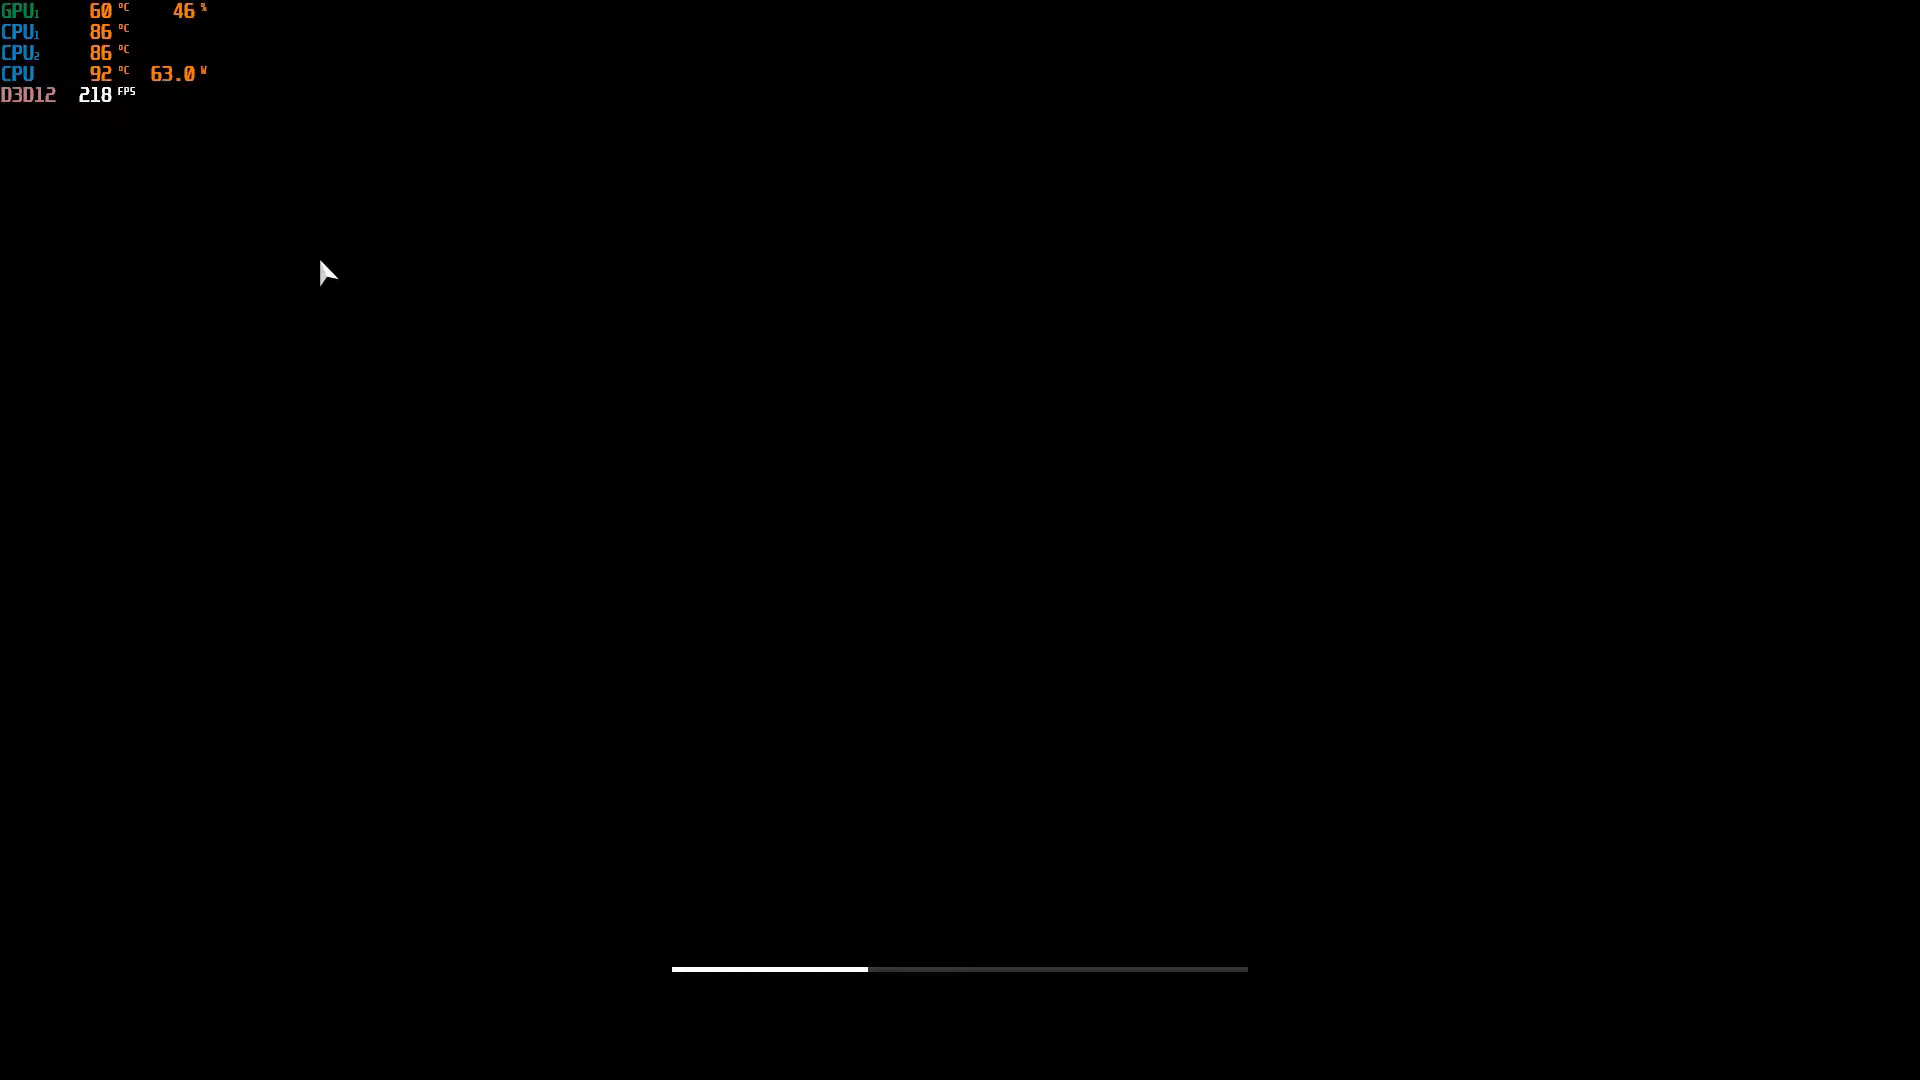 GPU1 60 °C 46 %
CPU1 86 °C
CPU2 86 °C
CPU 92 °C 63.0 W
D3D12 218 FPS